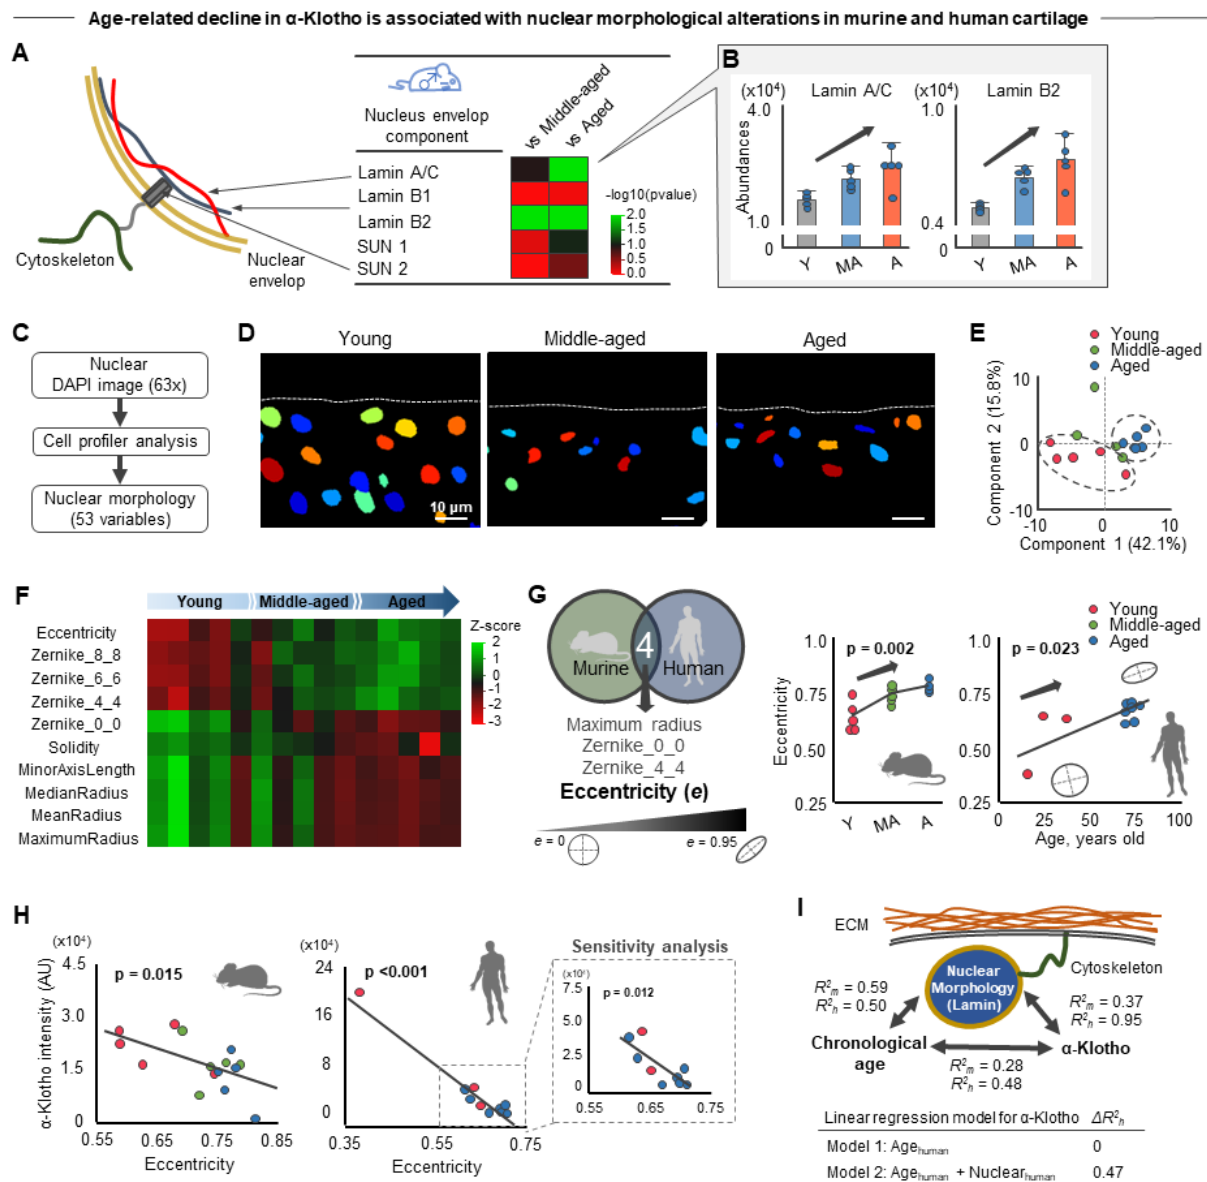 Age-related decline in α-Klotho is associated with nuclear morphological alterations in murine and human cartilage
A
Nucleus envelop
component
vs Middle-aged
vs Aged
Lamin A/C
Lamin B1
Lamin B2
SUN 1
SUN 2
Cytoskeleton
Nuclear
envelop
-log10(pvalue)
2.0
1.5
1.0
0.5
0.0
B
(x10⁴)
Lamin A/C
4.0
Abundances
1.0
0
Y
MA
A
(x10⁴)
Lamin B2
1.0
0.4
0
Y
MA
A
C
Nuclear
DAPI image (63x)
Cell profiler analysis
Nuclear morphology
(53 variables)
D
Young
Middle-aged
Aged
10 µm
E
Young
Middle-aged
Aged
Component 2 (15.8%)
10
0
-10
-10
0
10
Component 1 (42.1%)
F
Young
Middle-aged
Aged
Eccentricity
Zernike_8_8
Zernike_6_6
Zernike_4_4
Zernike_0_0
Solidity
MinorAxisLength
MedianRadius
MeanRadius
MaximumRadius
Z-score
2
1
0
-1
-2
-3
G
4
Murine
Human
Maximum radius
Zernike_0_0
Zernike_4_4
Eccentricity (e)
e = 0
e = 0.95
Eccentricity
1.0
0.75
0.50
0.25
p = 0.002
Y
MA
A
Young
Middle-aged
Aged
1.0
0.75
0.50
0.25
p = 0.023
0
25
50
75
100
Age, years old
H
α-Klotho intensity (AU)
(x10⁴)
4.5
3.0
1.5
0
p = 0.015
0.55
0.65
0.75
0.85
Eccentricity
(x10⁴)
24
16
8
0
p <0.001
0.35
0.55
0.75
Eccentricity
Sensitivity analysis
7.5
5.0
2.5
0
p = 0.012
0.55
0.65
0.75
I
ECM
Nuclear
Morphology
(Lamin)
Cytoskeleton
R²m = 0.59
R²h = 0.50
R²m = 0.37
R²h = 0.95
Chronological
age
α-Klotho
R²m = 0.28
R²h = 0.48
Linear regression model for α-Klotho ΔR²h
Model 1: Agehuman 0
Model 2: Agehuman + Nuclearhuman 0.47